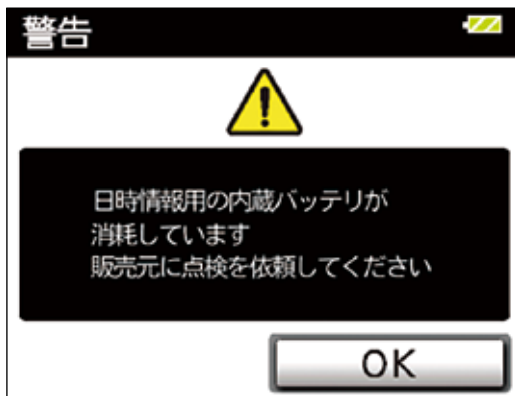 警告
日時情報用の内蔵バッテリが
消耗しています
販売元に点検を依頼してください
OK